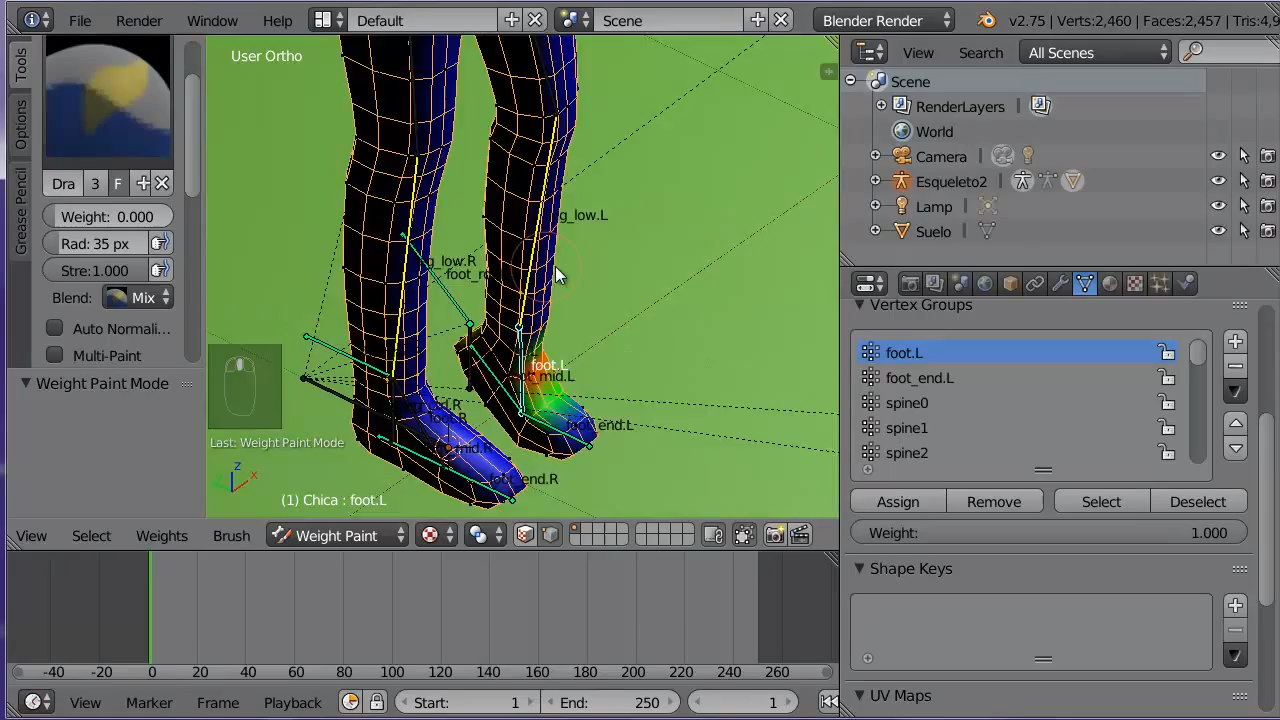 File Render Window Help Default Scene Blender Render v2.75 | Verts:2,460 | Faces:2,457 | Tris:4,9
Tools
Options
Grease Pencil
Dra 3 F
Weight: 0.000
Rad: 35 px
Stre:1.000
Blend: Mix
Auto Normali...
Multi-Paint
Weight Paint Mode
User Ortho
g_low.L
g_low.R
foot.L
foot_end.L
foot_end.R
Last: Weight Paint Mode
z
x
(1) Chica : foot.L
View Select Weights Brush Weight Paint
-40 -20 0 20 40 60 80 100 120 140 160 180 200 220 240 260 280
View Marker Frame Playback Start: 1 End: 250 1
View Search All Scenes
Scene
RenderLayers
World
Camera
Esqueleto2
Lamp
Suelo
Vertex Groups
foot.L
foot_end.L
spine0
spine1
spine2
Assign Remove Select Deselect
Weight: 1.000
Shape Keys
UV Maps